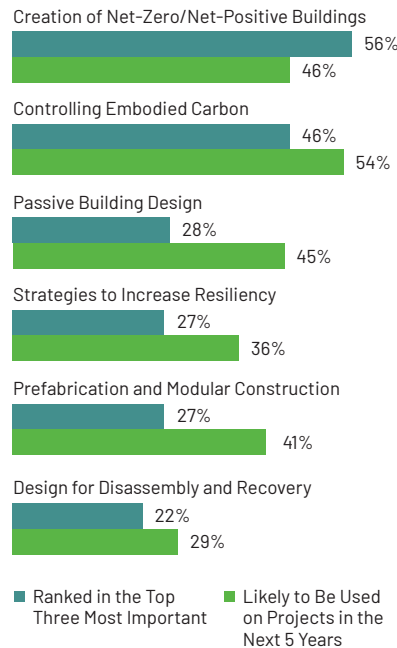 Creation of Net-Zero/Net-Positive Buildings
56%
46%
Controlling Embodied Carbon
46%
54%
Passive Building Design
28%
45%
Strategies to Increase Resiliency
27%
36%
Prefabrication and Modular Construction
27%
41%
Design for Disassembly and Recovery
22%
29%
Ranked in the Top
Three Most Important
Likely to Be Used
on Projects in the
Next 5 Years